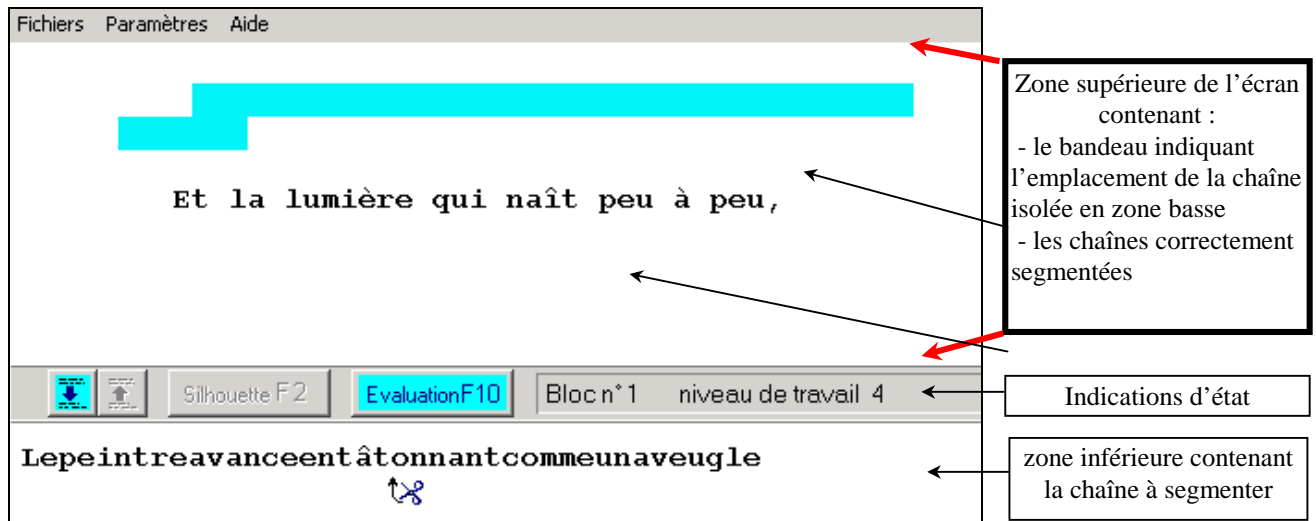 Fichiers Paramètres Aide
Et la lumière qui naît peu à peu,
Silhouette F2 EvaluationF10 Bloc n°1 niveau de travail 4
Lepeintreavanceentâtonnantcommeunaveugle
Zone supérieure de l'écran
contenant :
- le bandeau indiquant
l'emplacement de la chaîne
isolée en zone basse
- les chaînes correctement
segmentées
Indications d'état
zone inférieure contenant
la chaîne à segmenter